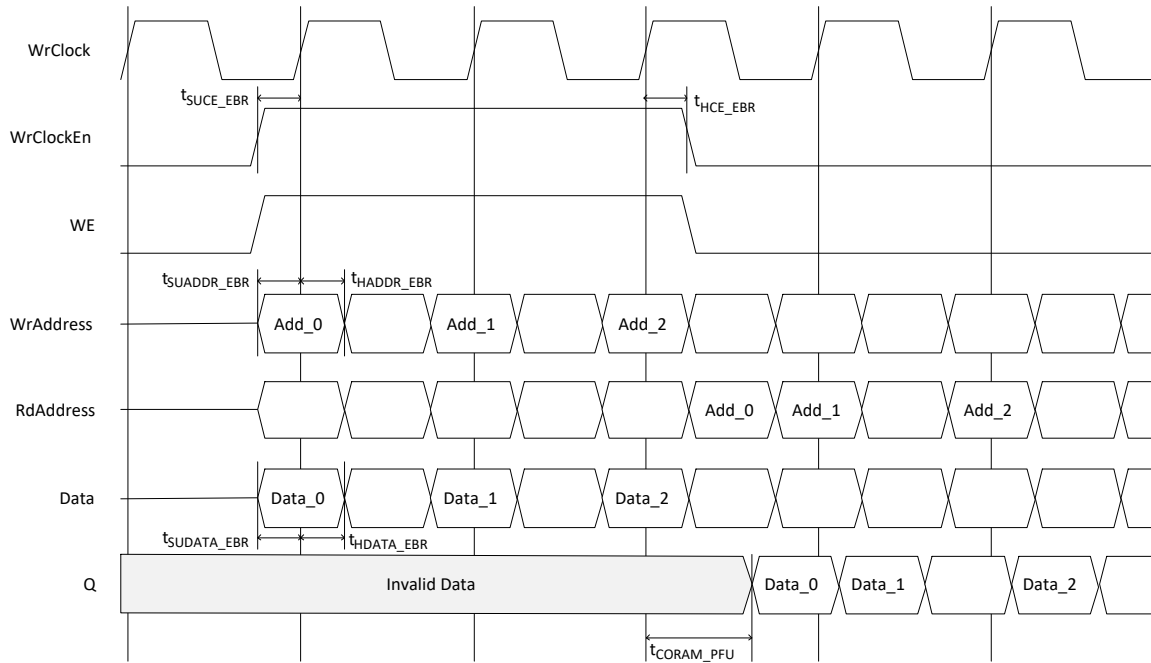 WrClock
t_SUCE_EBR
t_HCE_EBR
WrClockEn
WE
t_SUADDR_EBR t_HADDR_EBR
WrAddress Add_0 Add_1 Add_2
RdAddress Add_0 Add_1 Add_2
Data Data_0 Data_1 Data_2
t_SUDATA_EBR t_HDATA_EBR
Q Invalid Data Data_0 Data_1 Data_2
t_CORAM_PFU